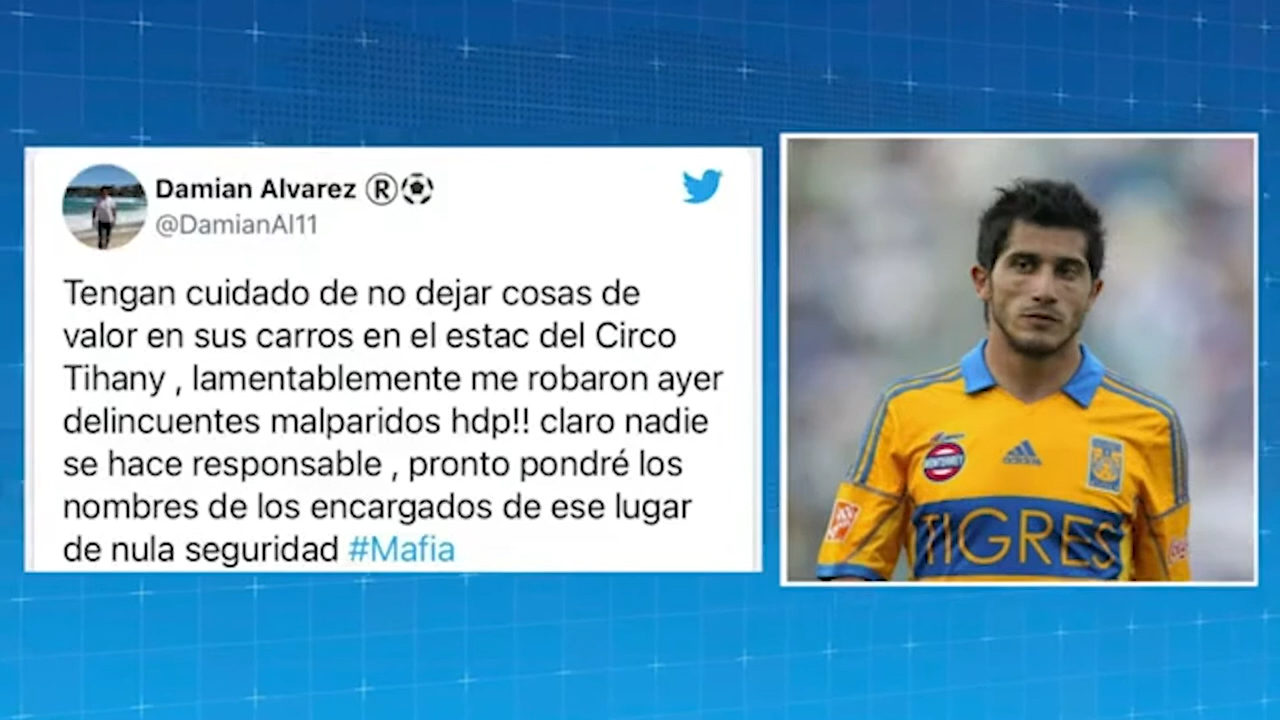 Damian Alvarez ®⚽
@DamianAl11
Tengan cuidado de no dejar cosas de
valor en sus carros en el estac del Circo
Tihany , lamentablemente me robaron ayer
delincuentes malparidos hdp!! claro nadie
se hace responsable , pronto pondré los
nombres de los encargados de ese lugar
de nula seguridad #Mafia
MONTERREY
TIGRES